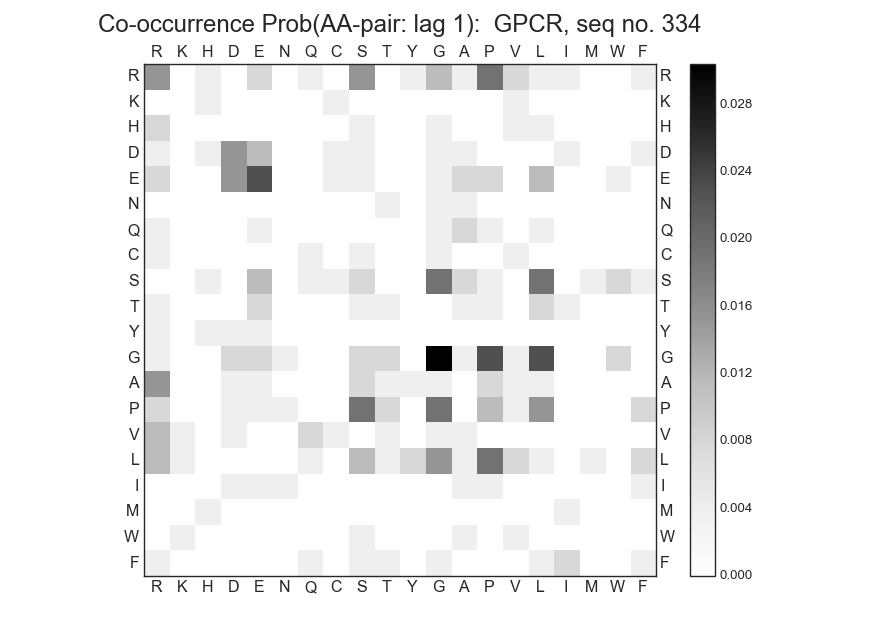 Co-occurrence Prob(AA-pair: lag 1):  GPCR, seq no. 334
R K H D E N Q C S T Y G A P V L I M W F
R R
K K
0.028
H H
D D
0.024
E E
N N
Q Q
0.020
C C
S S
0.016
T T
Y Y
G G
0.012
A A
P P
0.008
V V
L L
I I
0.004
M M
W W
F F
0.000
R K H D E N Q C S T Y G A P V L I M W F